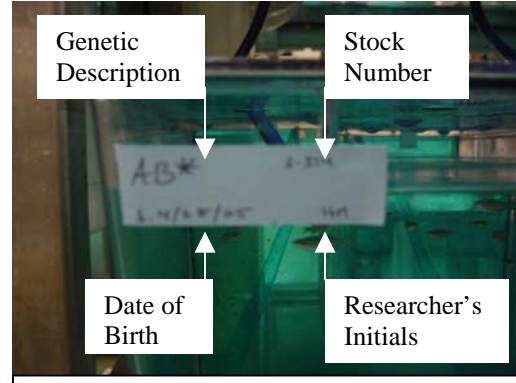 Genetic Description
Stock Number
AB*
Date of Birth
Researcher's Initials